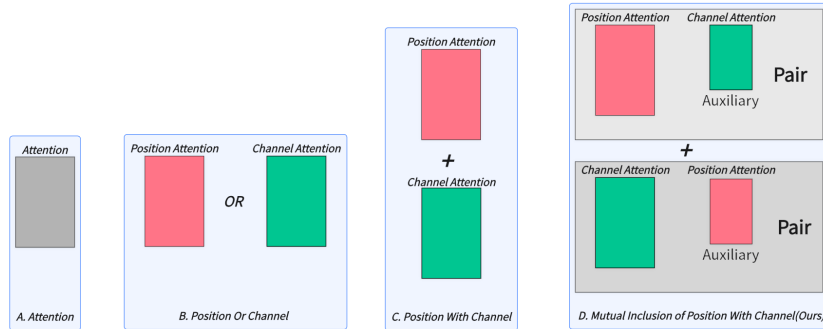 Attention
A. Attention
Position Attention
Channel Attention
OR
B. Position Or Channel
Position Attention
+
Channel Attention
C. Position With Channel
Position Attention
Channel Attention
Auxiliary
Pair
+
Channel Attention
Position Attention
Auxiliary
Pair
D. Mutual Inclusion of Position With Channel(Ours)